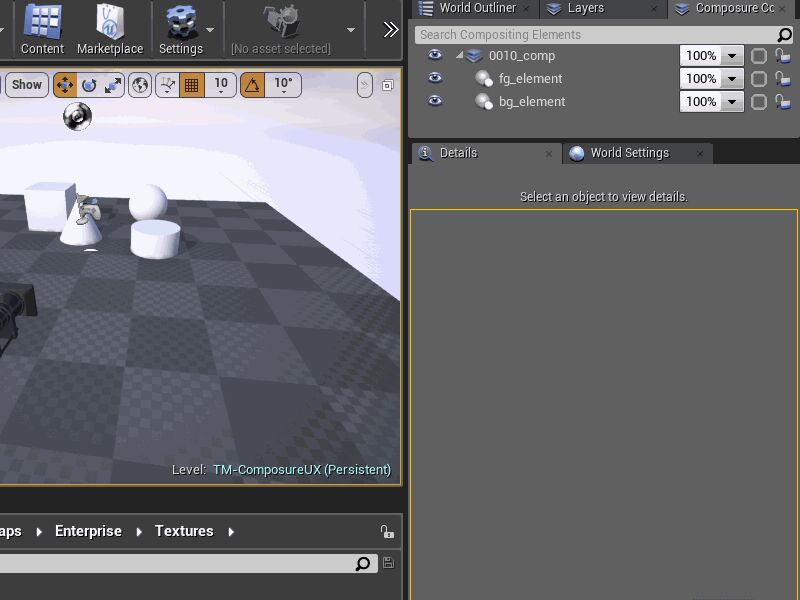 World Outliner
Layers
Composure Cc
Content
Marketplace
Settings
[No asset selected]
Search Compositing Elements
0010_comp
100%
fg_element
100%
bg_element
100%
Show
10
10°
Details
World Settings
Select an object to view details.
Level: TM-ComposureUX (Persistent)
aps
Enterprise
Textures